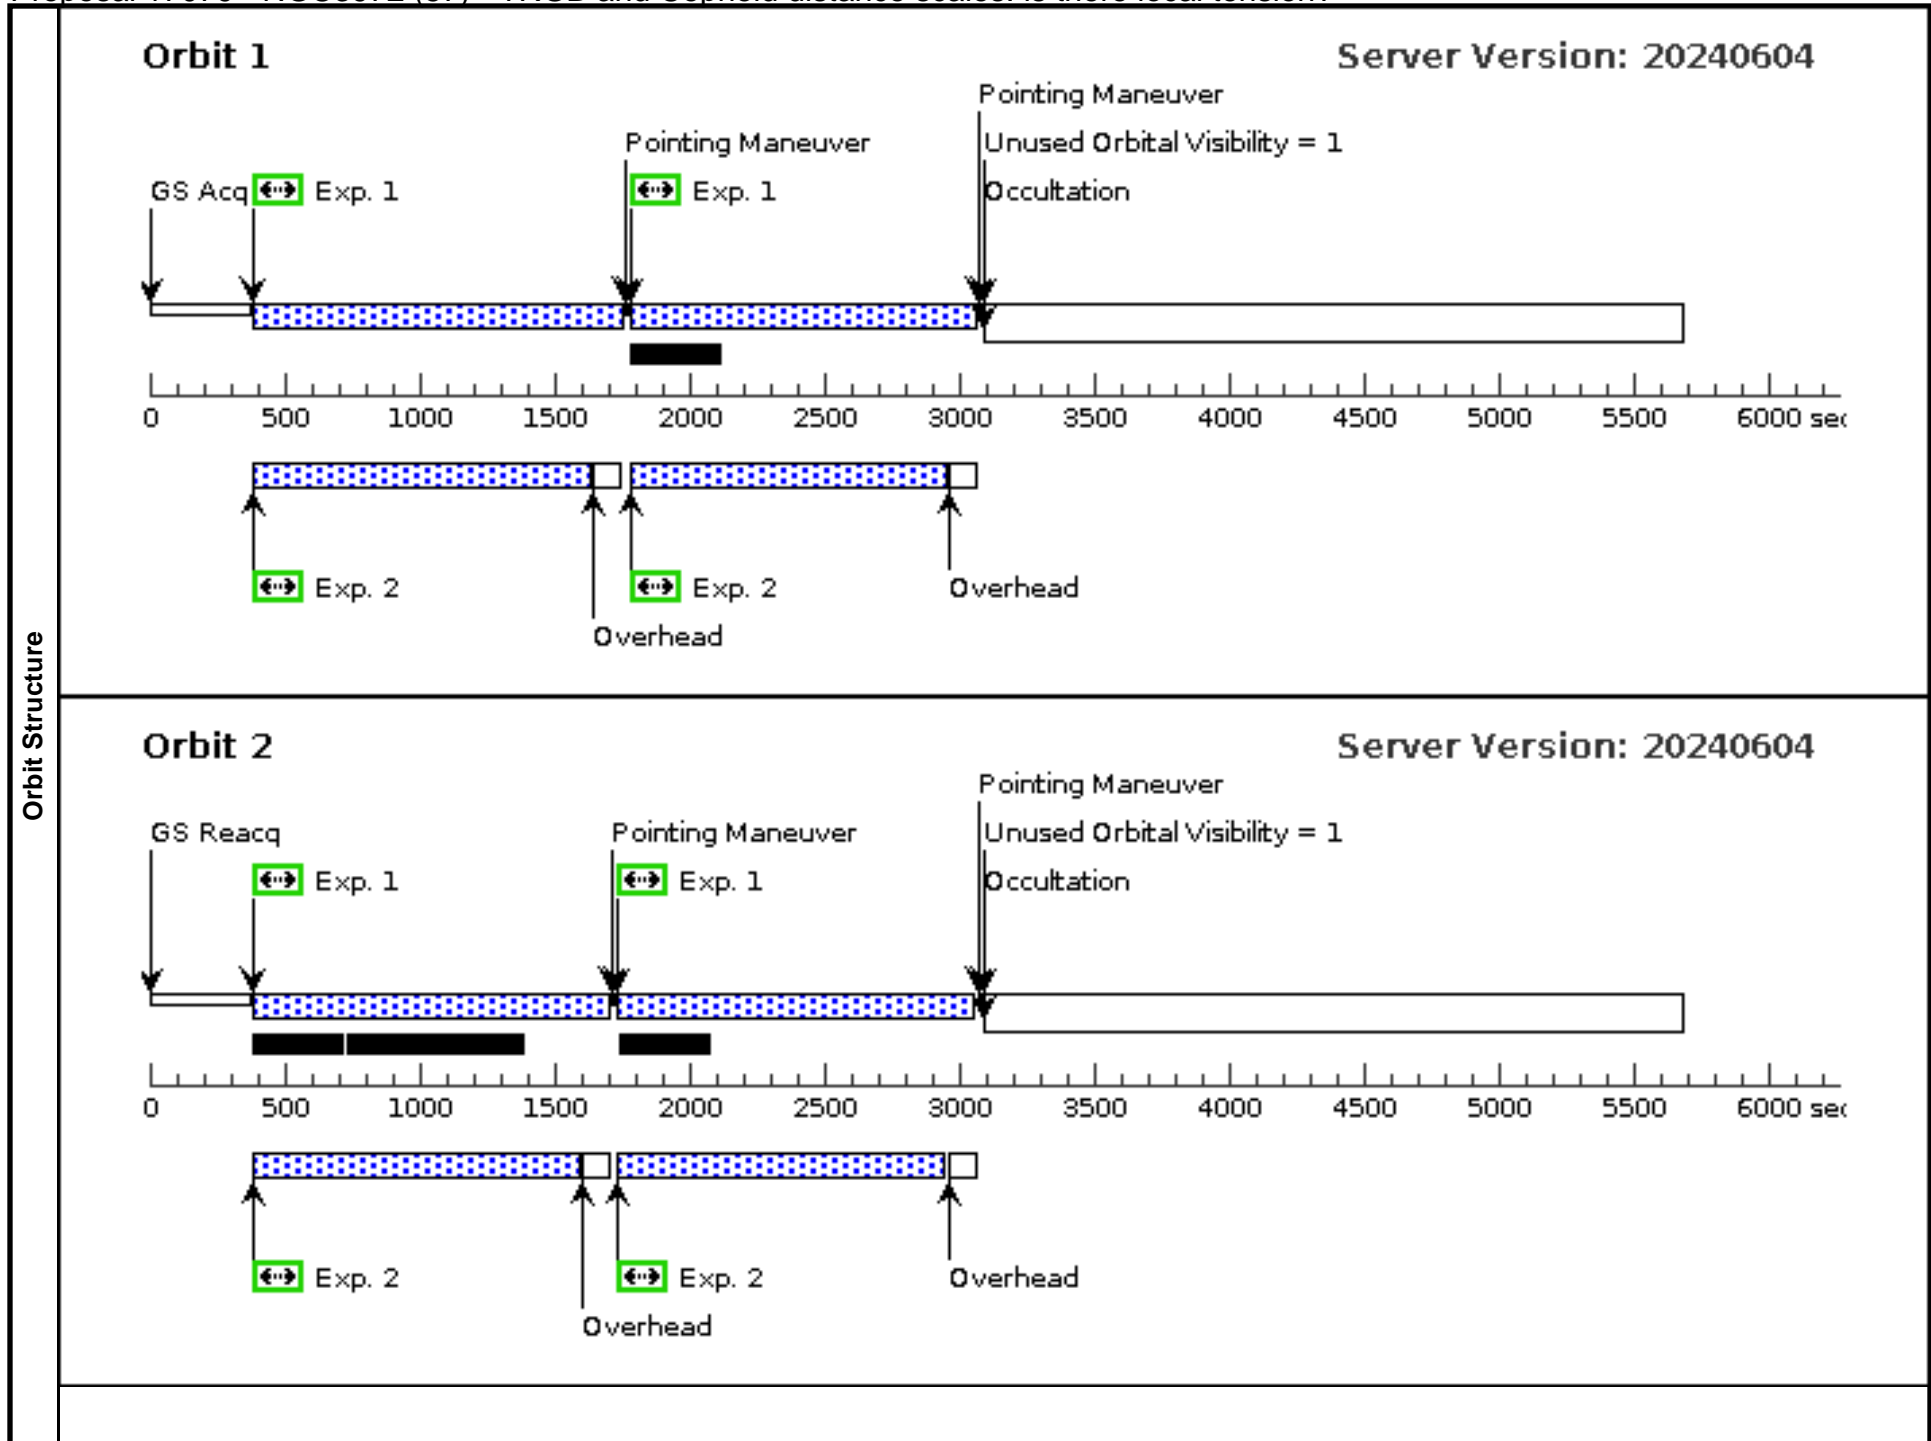 Orbit Structure
Orbit 1
Server Version: 20240604
Pointing Maneuver
Pointing Maneuver
Unused Orbital Visibility = 1
GS Acq
Exp. 1
Exp. 1
Occultation
0 500 1000 1500 2000 2500 3000 3500 4000 4500 5000 5500 6000 sec
Exp. 2
Exp. 2
Overhead
Overhead
Orbit 2
Server Version: 20240604
Pointing Maneuver
GS Reacq
Pointing Maneuver
Unused Orbital Visibility = 1
Exp. 1
Exp. 1
Occultation
0 500 1000 1500 2000 2500 3000 3500 4000 4500 5000 5500 6000 sec
Exp. 2
Exp. 2
Overhead
Overhead